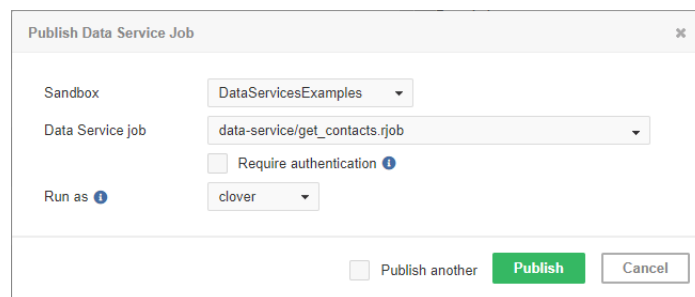 Publish Data Service Job
Sandbox DataServicesExamples
Data Service job data-service/get_contacts.rjob
Require authentication
Run as clover
Publish another Publish Cancel